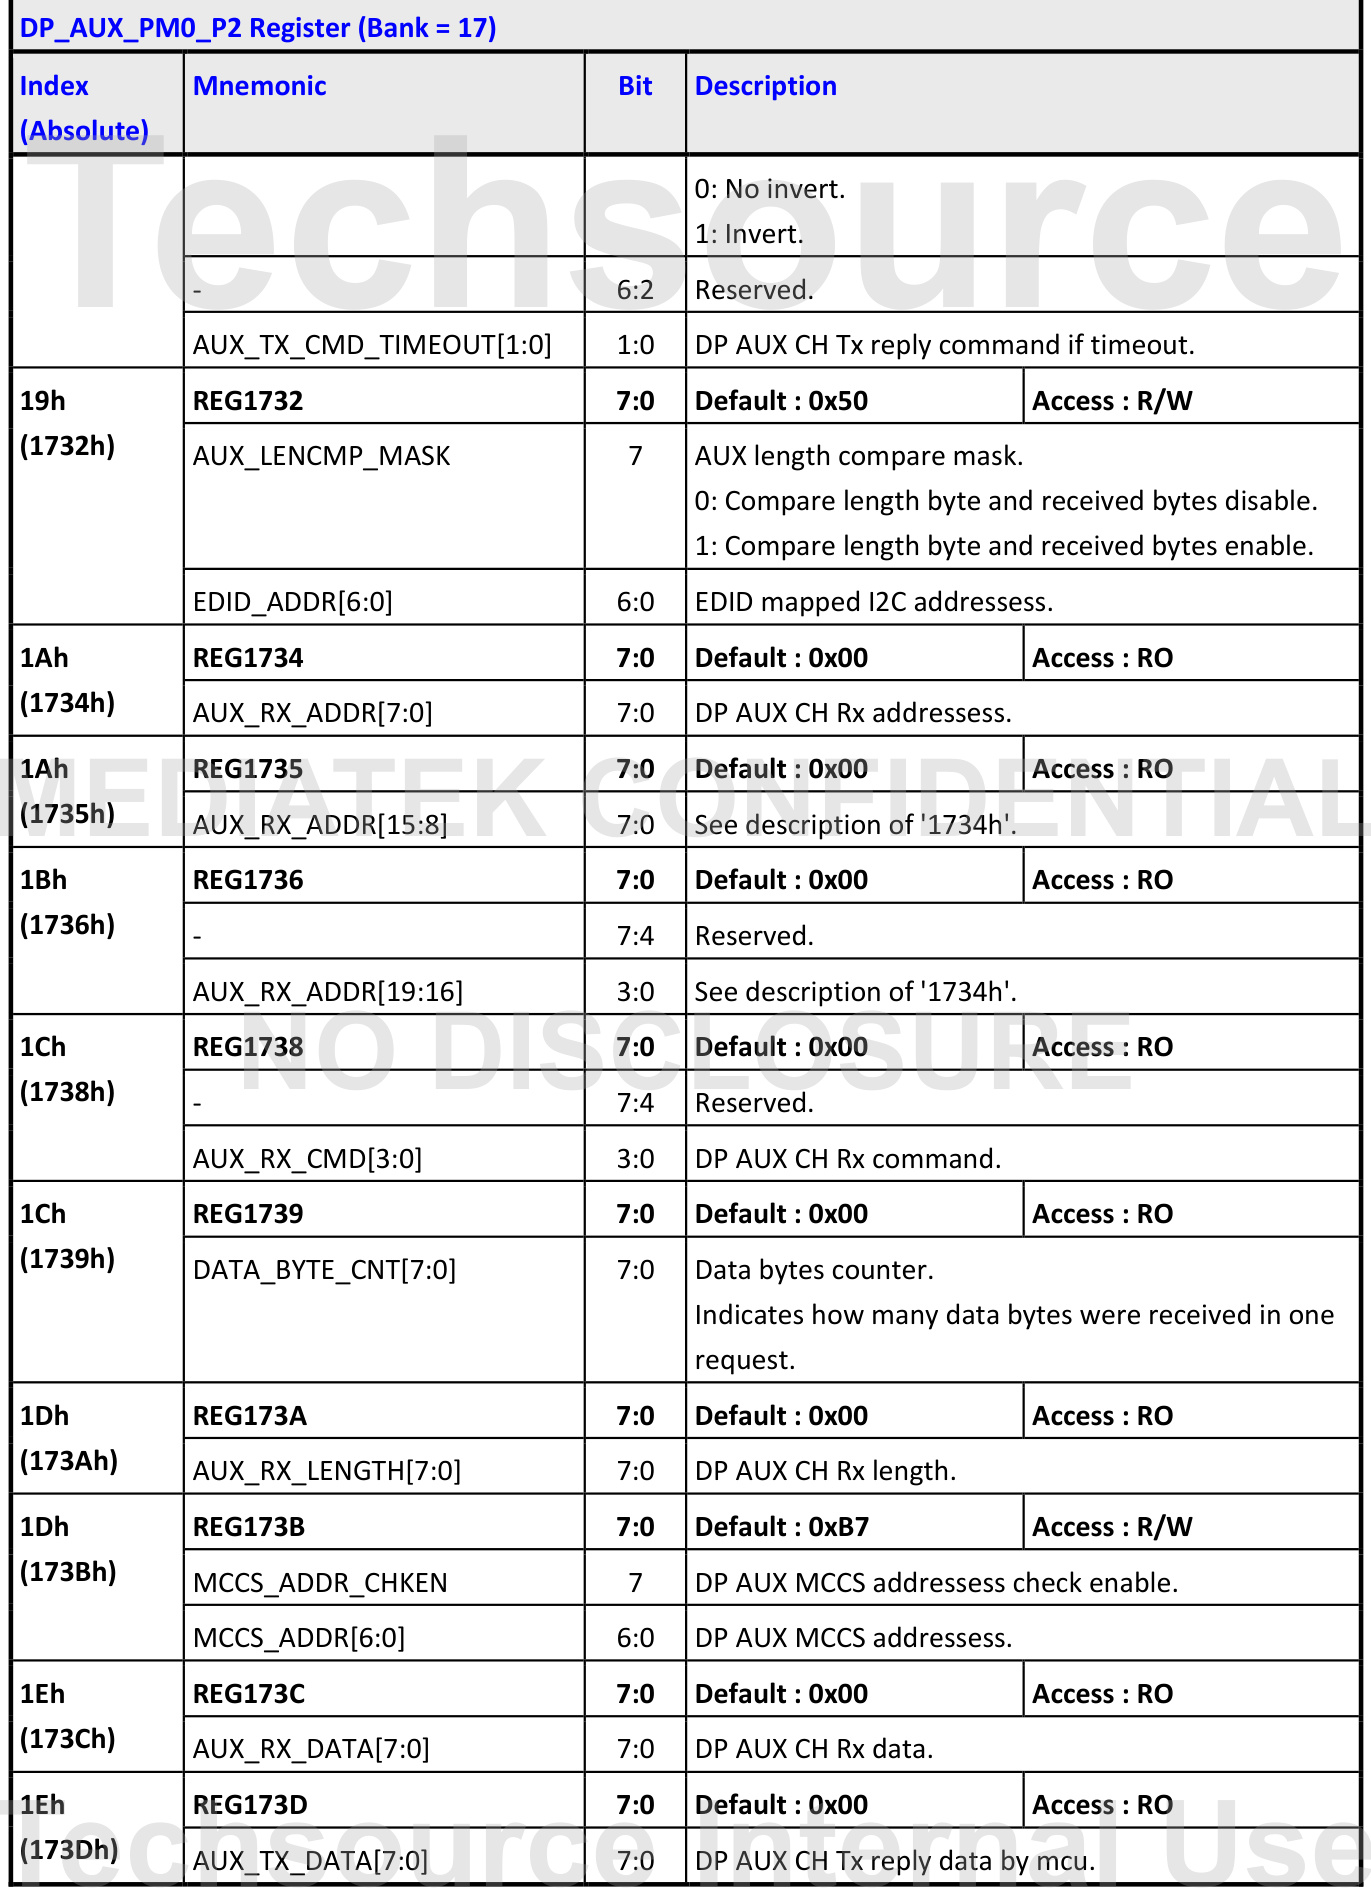 DP_AUX_PM0_P2 Register (Bank = 17)
Index Mnemonic Bit Description
(Absolute)
Techsource
0: No invert.
1: Invert.
- 6:2 Reserved.
AUX_TX_CMD_TIMEOUT[1:0] 1:0 DP AUX CH Tx reply command if timeout.
19h REG1732 7:0 Default : 0x50 Access : R/W
(1732h) AUX_LENCMP_MASK 7 AUX length compare mask.
0: Compare length byte and received bytes disable.
1: Compare length byte and received bytes enable.
EDID_ADDR[6:0] 6:0 EDID mapped I2C addressess.
1Ah REG1734 7:0 Default : 0x00 Access : RO
(1734h) AUX_RX_ADDR[7:0] 7:0 DP AUX CH Rx addressess.
1Ah REG1735 7:0 Default : 0x00 Access : RO
MEDIATEK CONFIDENTIAL
(1735h) AUX_RX_ADDR[15:8] 7:0 See description of '1734h'.
1Bh REG1736 7:0 Default : 0x00 Access : RO
(1736h) - 7:4 Reserved.
AUX_RX_ADDR[19:16] 3:0 See description of '1734h'.
1Ch REG1738 7:0 Default : 0x00 Access : RO
NO DISCLOSURE
(1738h) - 7:4 Reserved.
AUX_RX_CMD[3:0] 3:0 DP AUX CH Rx command.
1Ch REG1739 7:0 Default : 0x00 Access : RO
(1739h) DATA_BYTE_CNT[7:0] 7:0 Data bytes counter.
Indicates how many data bytes were received in one
request.
1Dh REG173A 7:0 Default : 0x00 Access : RO
(173Ah) AUX_RX_LENGTH[7:0] 7:0 DP AUX CH Rx length.
1Dh REG173B 7:0 Default : 0xB7 Access : R/W
(173Bh) MCCS_ADDR_CHKEN 7 DP AUX MCCS addressess check enable.
MCCS_ADDR[6:0] 6:0 DP AUX MCCS addressess.
1Eh REG173C 7:0 Default : 0x00 Access : RO
(173Ch) AUX_RX_DATA[7:0] 7:0 DP AUX CH Rx data.
1Eh REG173D 7:0 Default : 0x00 Access : RO
Techsource Internal Use
(173Dh) AUX_TX_DATA[7:0] 7:0 DP AUX CH Tx reply data by mcu.